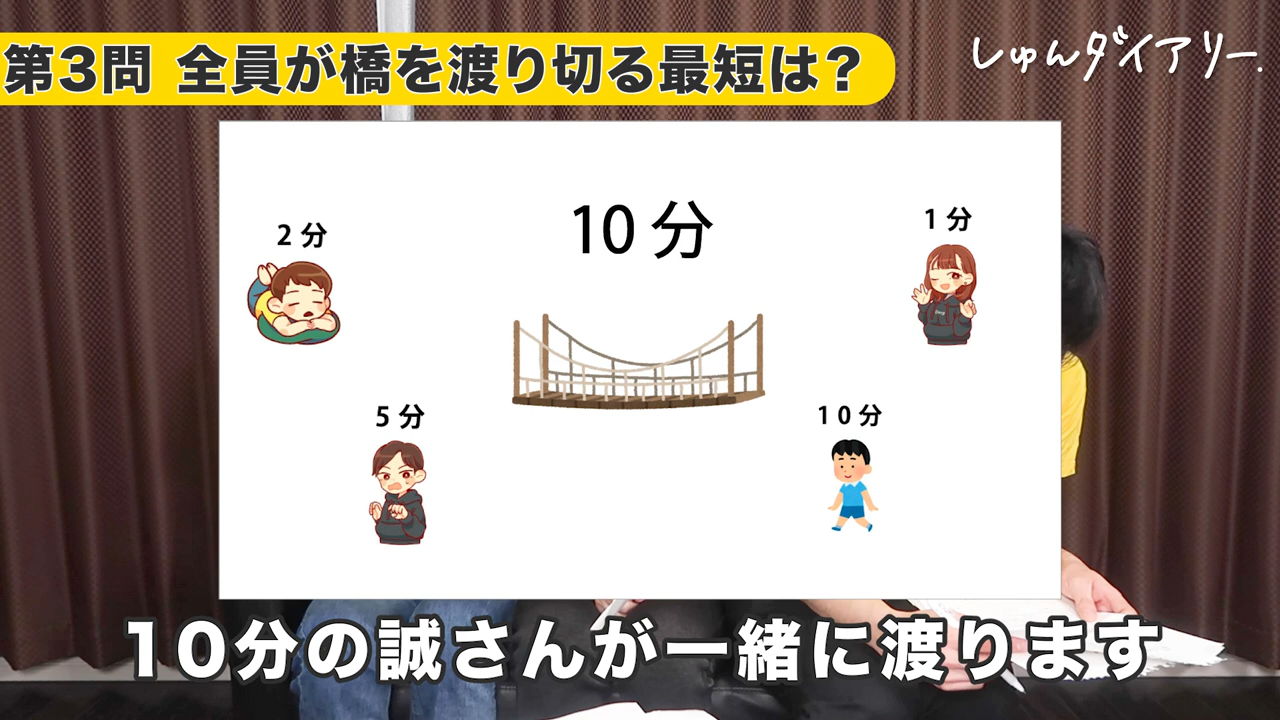 第3問 全員が橋を渡り切る最短は？
しゅんダイアリー.
10分
2分
1分
5分
10分
10分の誠さんが一緒に渡ります